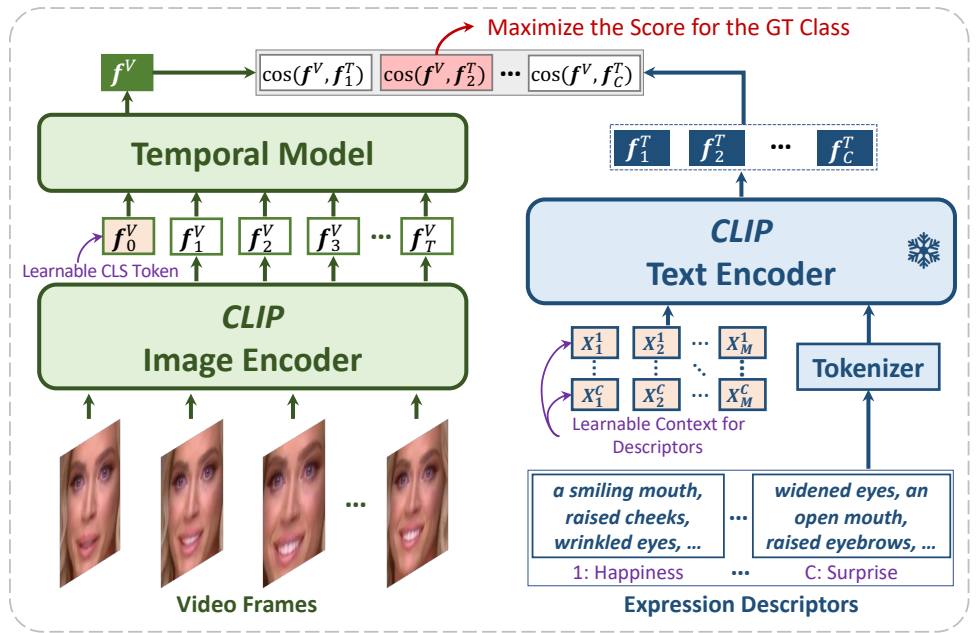 Maximize the Score for the GT Class
f^V
cos(f^V, f_1^T) cos(f^V, f_2^T) ••• cos(f^V, f_C^T)
Temporal Model
f_0^V f_1^V f_2^V f_3^V ••• f_T^V
Learnable CLS Token
CLIP
Image Encoder
•••
Video Frames
f_1^T f_2^T ••• f_C^T
CLIP
Text Encoder
X_1^1 X_2^1 ••• X_M^1
X_1^C X_2^C ••• X_M^C
Tokenizer
Learnable Context for
Descriptors
a smiling mouth,
raised cheeks,
wrinkled eyes, ...
•••
widened eyes, an
open mouth,
raised eyebrows, ...
1: Happiness ••• C: Surprise
Expression Descriptors